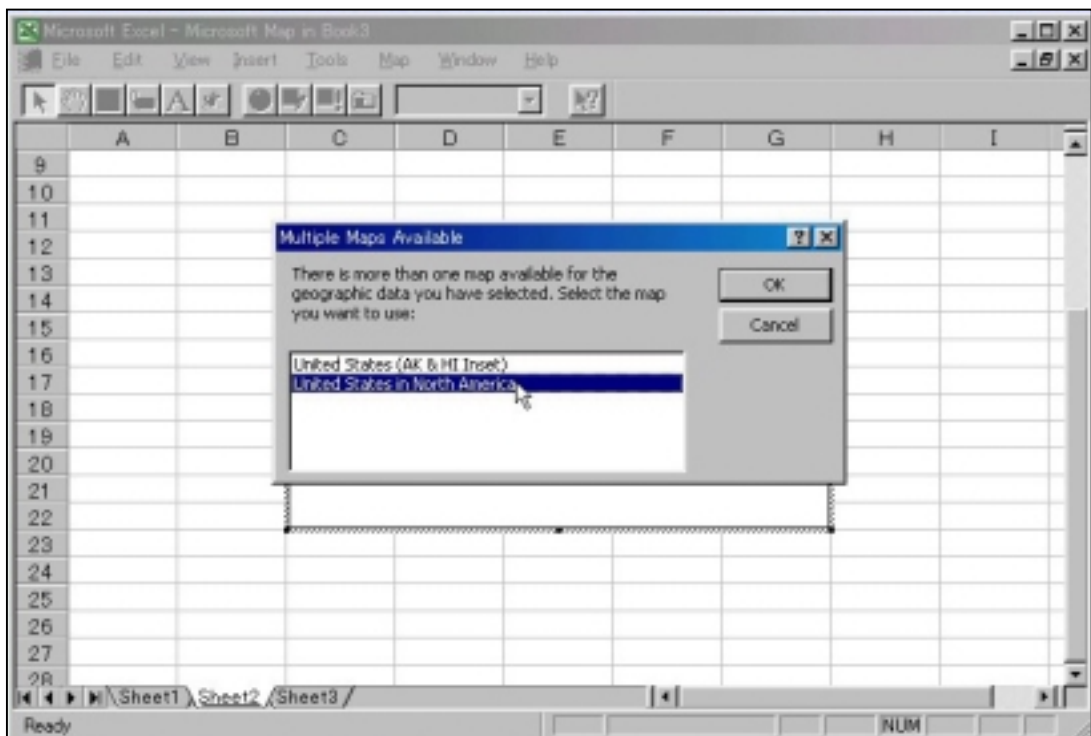 Microsoft Excel - Microsoft Map in Book3
File Edit View Insert Tools Map Window Help
A B C D E F G H I
9
10
11
12
13
14
15
16
17
18
19
20
21
22
23
24
25
26
27
28
Multiple Maps Available
There is more than one map available for the
geographic data you have selected. Select the map
you want to use:
OK
Cancel
United States (AK & HI Inset)
United States in North America
Sheet1 Sheet2 Sheet3
Ready NUM